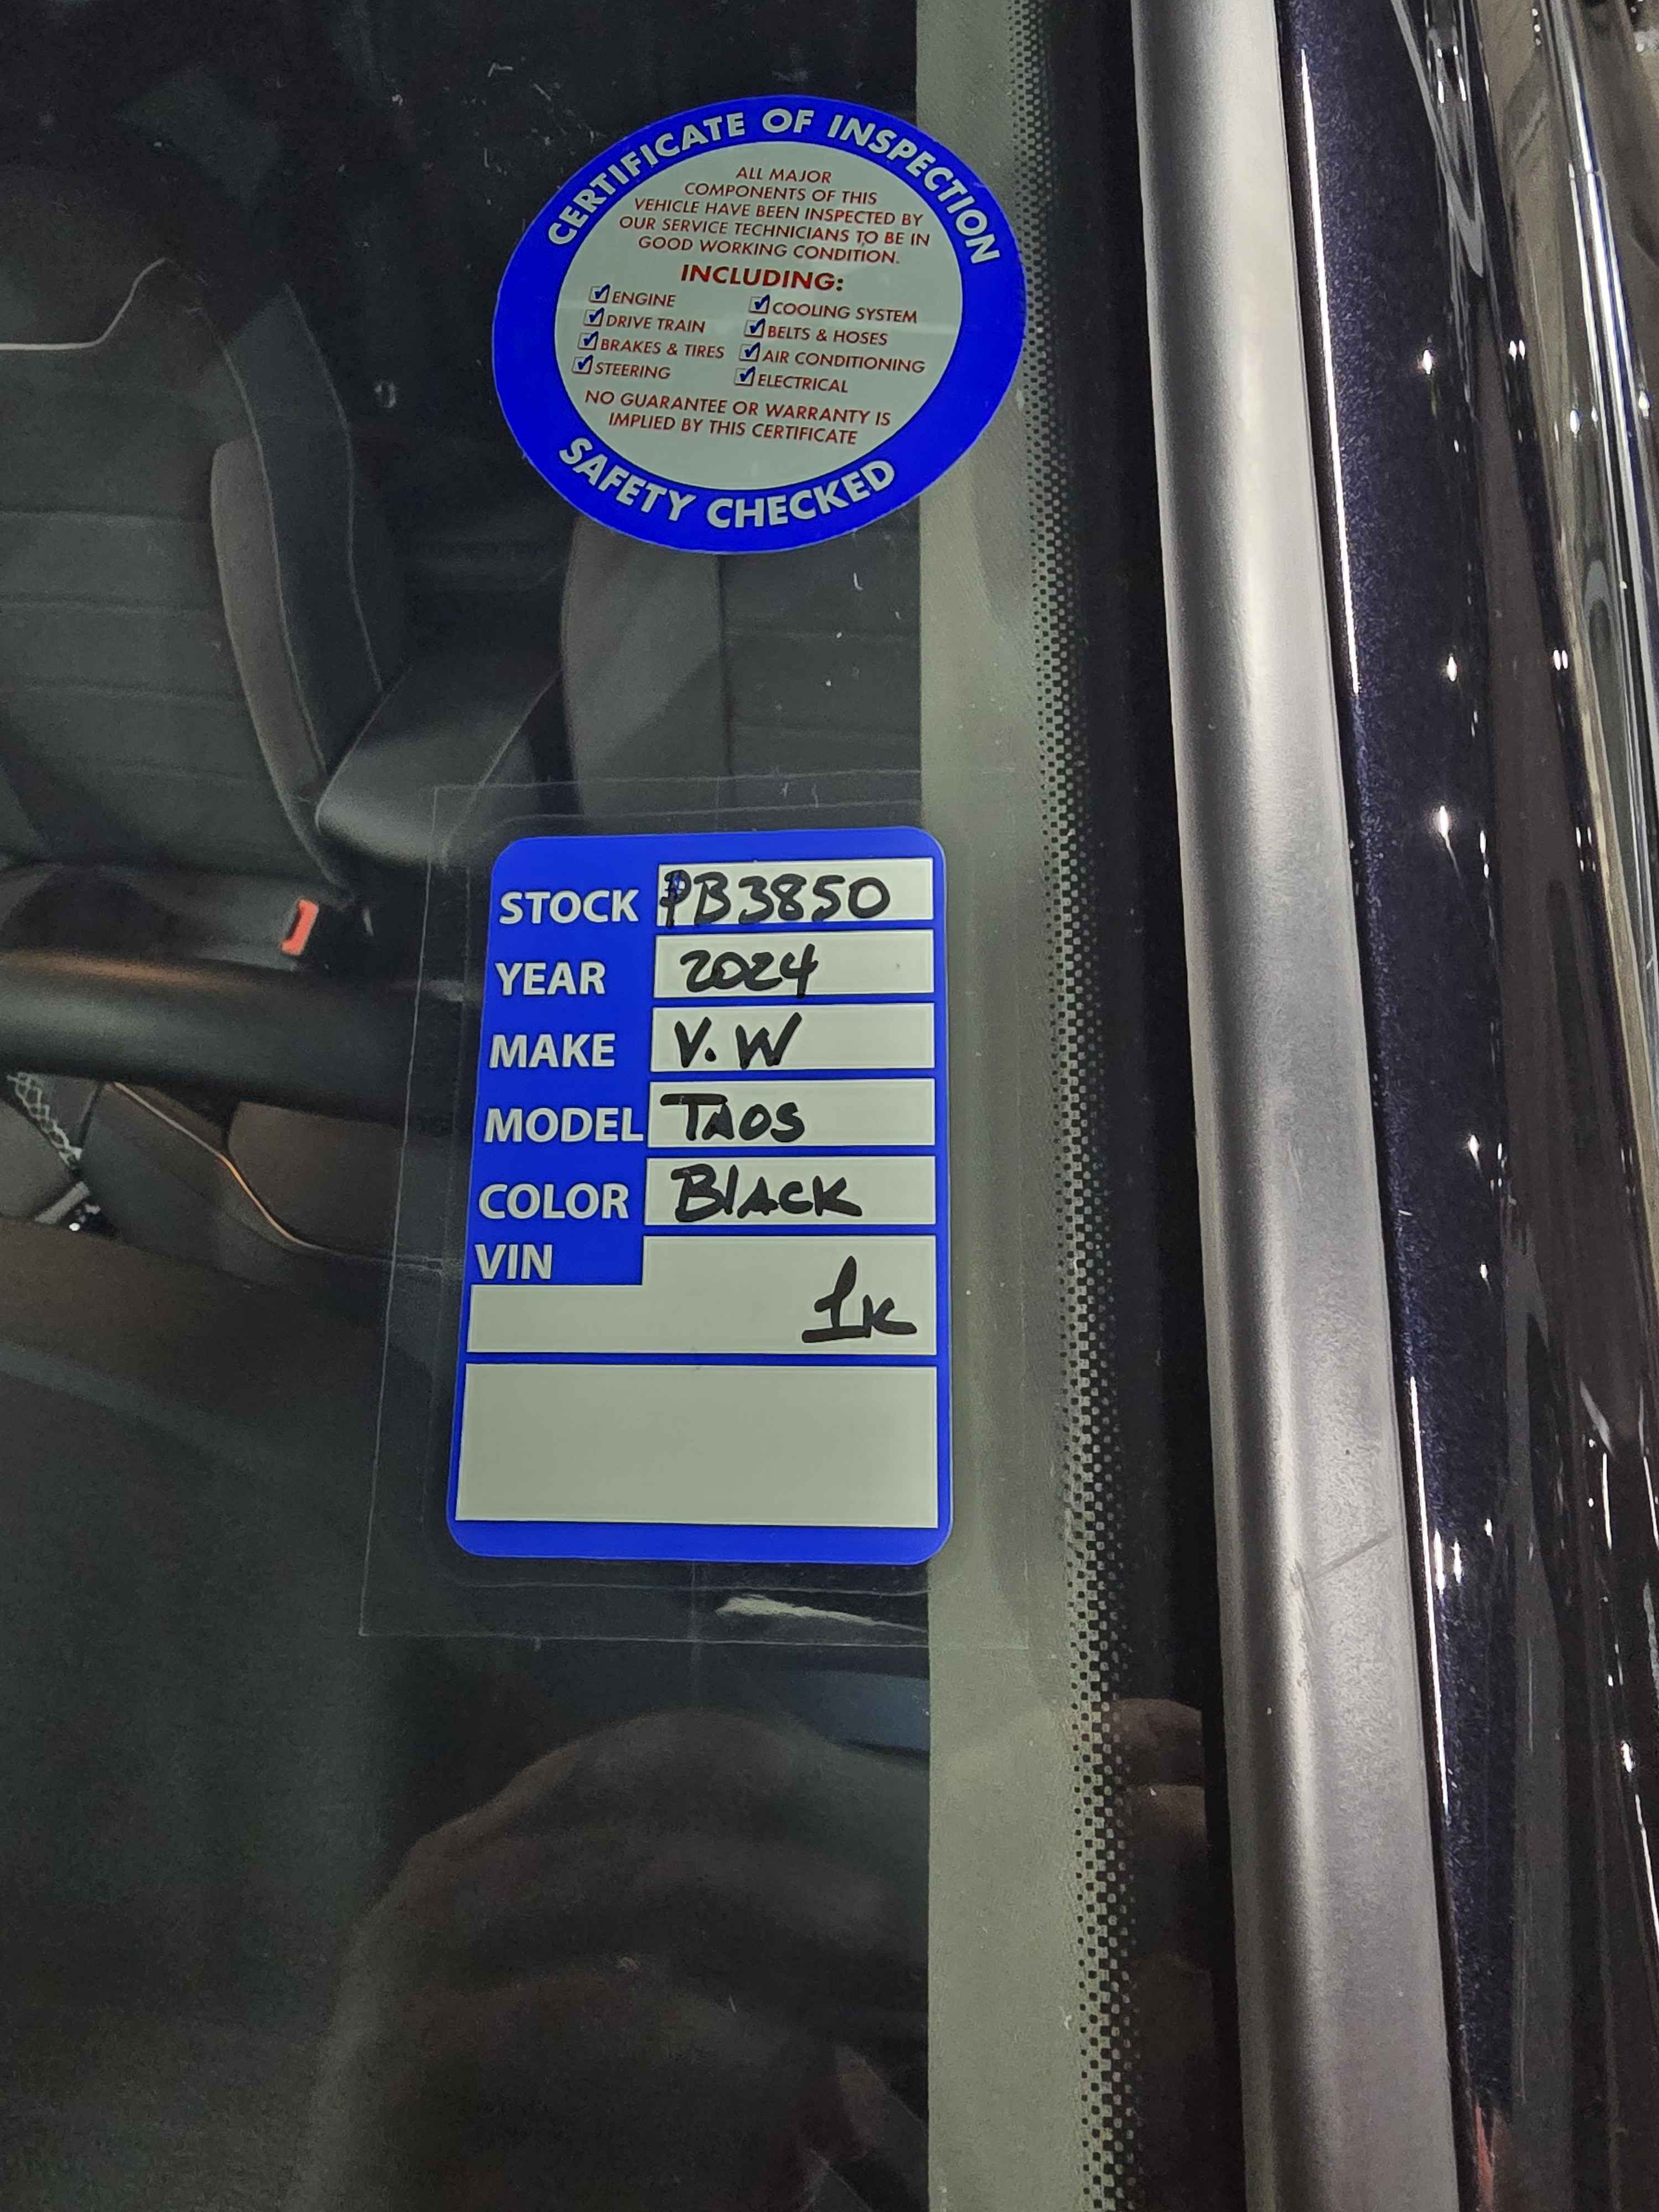 CERTIFICATE OF INSPECTION
ALL MAJOR
COMPONENTS OF THIS
VEHICLE HAVE BEEN INSPECTED BY
OUR SERVICE TECHNICIANS TO BE IN
GOOD WORKING CONDITION.
INCLUDING:
ENGINE COOLING SYSTEM
DRIVE TRAIN BELTS & HOSES
BRAKES & TIRES AIR CONDITIONING
STEERING ELECTRICAL
NO GUARANTEE OR WARRANTY IS
IMPLIED BY THIS CERTIFICATE
SAFETY CHECKED
STOCK PB3850
YEAR 2024
MAKE V.W
MODEL TAOS
COLOR BlACK
VIN
1K